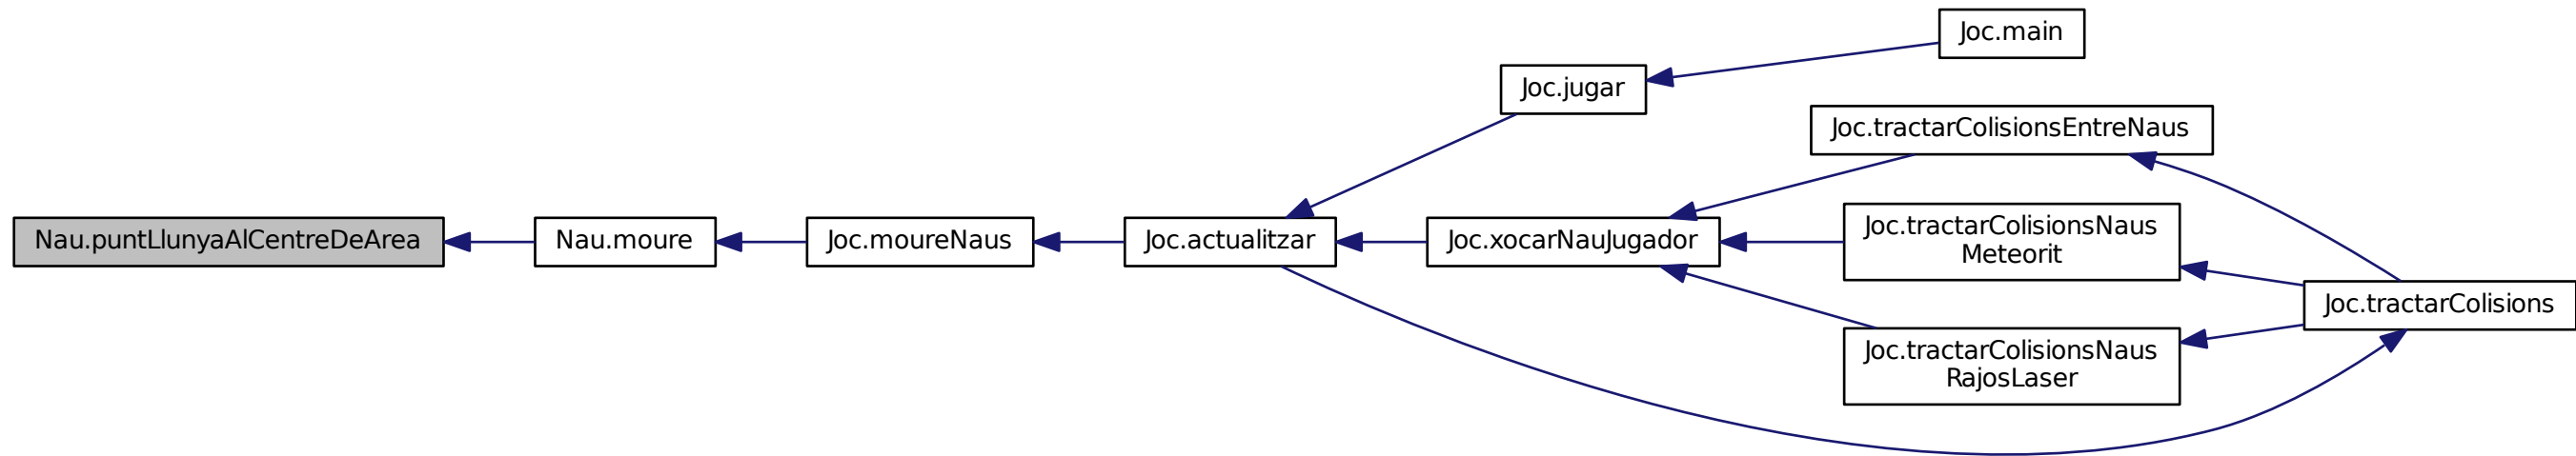 Joc.main
Joc.jugar
Joc.tractarColisionsEntreNaus
Nau.puntLlunyaAlCentreDeArea
Nau.moure
Joc.moureNaus
Joc.actualitzar
Joc.xocarNauJugador
Joc.tractarColisionsNaus
Meteorit
Joc.tractarColisions
Joc.tractarColisionsNaus
RajosLaser